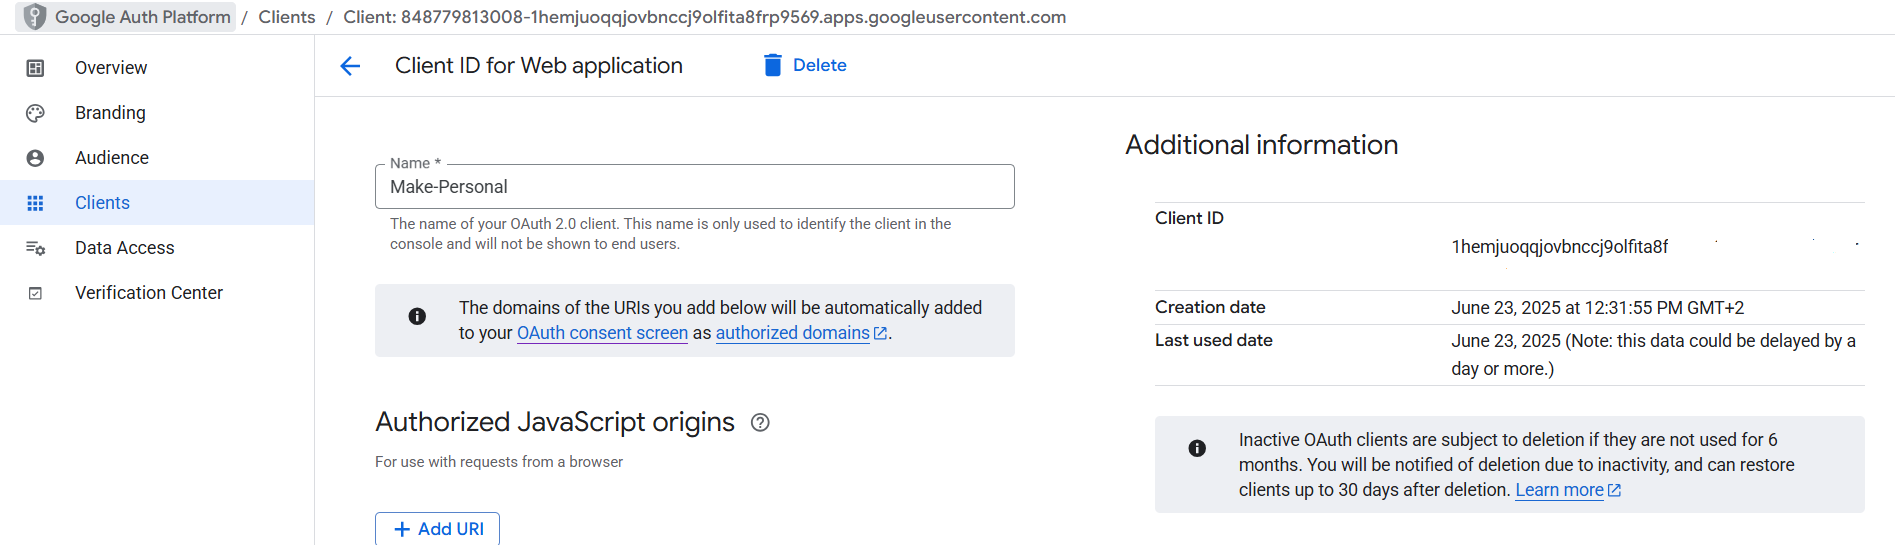 Google Auth Platform / Clients / Client: 848779813008-1hemjuoqqjovbnccj9olfita8frp9569.apps.googleusercontent.com
Overview
Branding
Audience
Clients
Data Access
Verification Center
Client ID for Web application
Delete
Name *
Make-Personal
The name of your OAuth 2.0 client. This name is only used to identify the client in the
console and will not be shown to end users.
The domains of the URIs you add below will be automatically added
to your OAuth consent screen as authorized domains.
Authorized JavaScript origins
For use with requests from a browser
+ Add URI
Additional information
Client ID
1hemjuoqqjovbnccj9olfita8f
Creation date
June 23, 2025 at 12:31:55 PM GMT+2
Last used date
June 23, 2025 (Note: this data could be delayed by a
day or more.)
Inactive OAuth clients are subject to deletion if they are not used for 6
months. You will be notified of deletion due to inactivity, and can restore
clients up to 30 days after deletion. Learn more